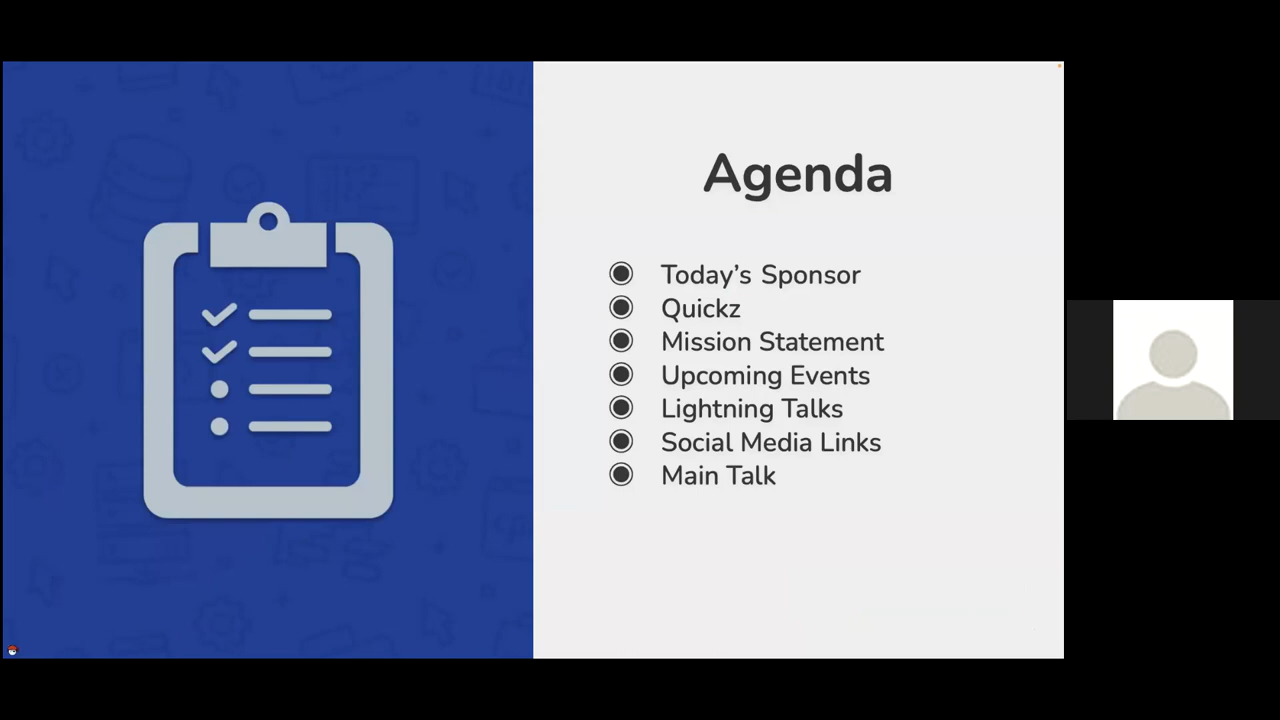 Agenda
Today’s Sponsor
Quickz
Mission Statement
Upcoming Events
Lightning Talks
Social Media Links
Main Talk